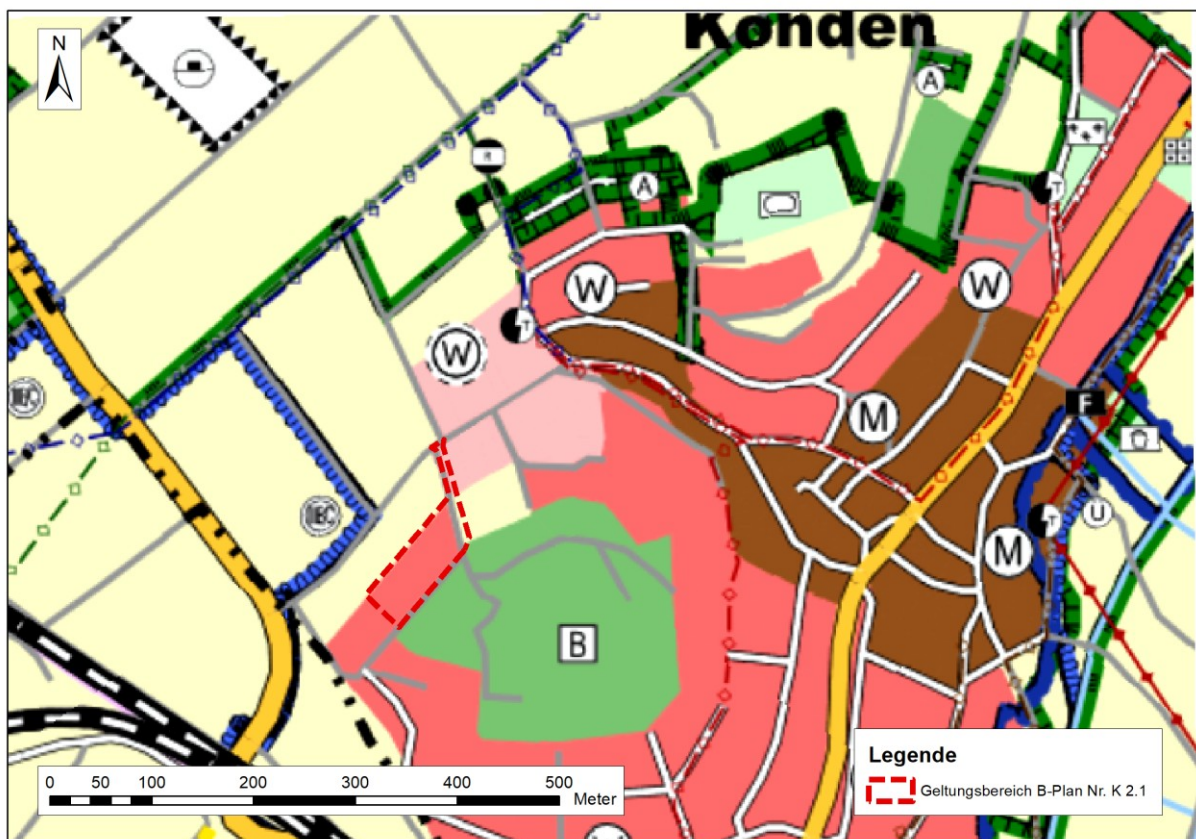 Konden
N
A
R
A
T
W
W
T
W
M
F
T
U
M
B
Legende
Geltungsbereich B-Plan Nr. K 2.1
0 50 100 200 300 400 500
Meter